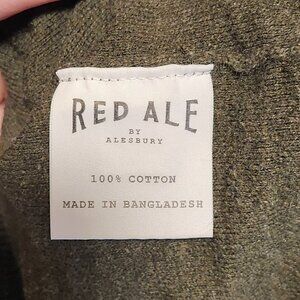 RED ALE
BY
ALESBURY
100% COTTON
MADE IN BANGLADESH